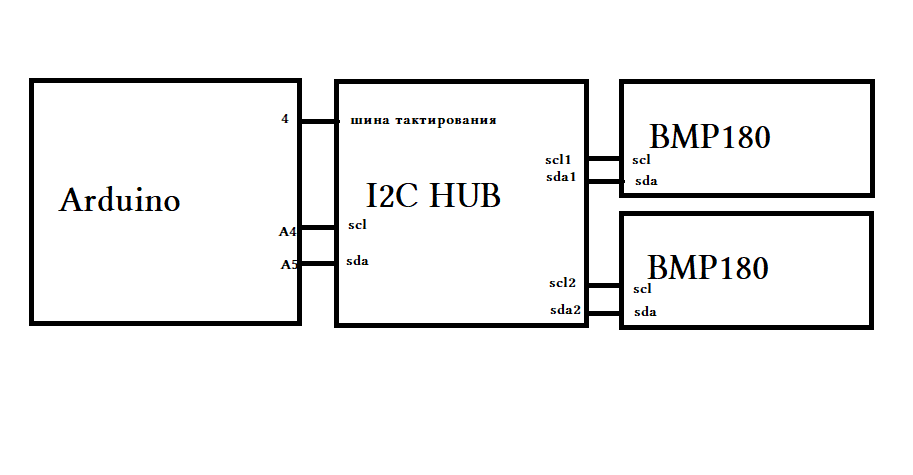 Arduino
4
A4
A5
шина тактирования
I2C HUB
scl
sda
scl1
sda1
scl2
sda2
BMP180
scl
sda
BMP180
scl
sda